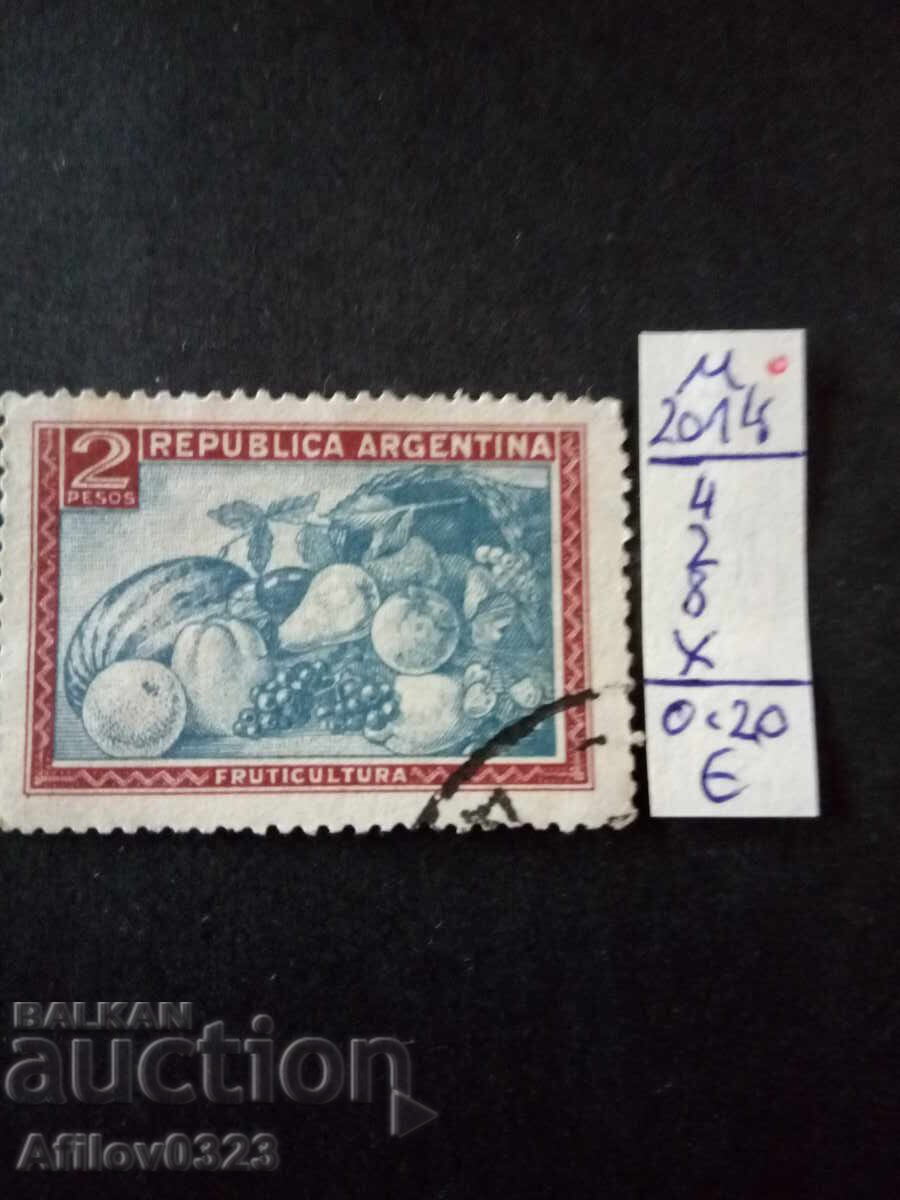 2
PESOS
REPUBLICA ARGENTINA
FRUTICULTURA
M
2014
4
2
8
X
0.20
€
BALKAN
auction
Afilov0323